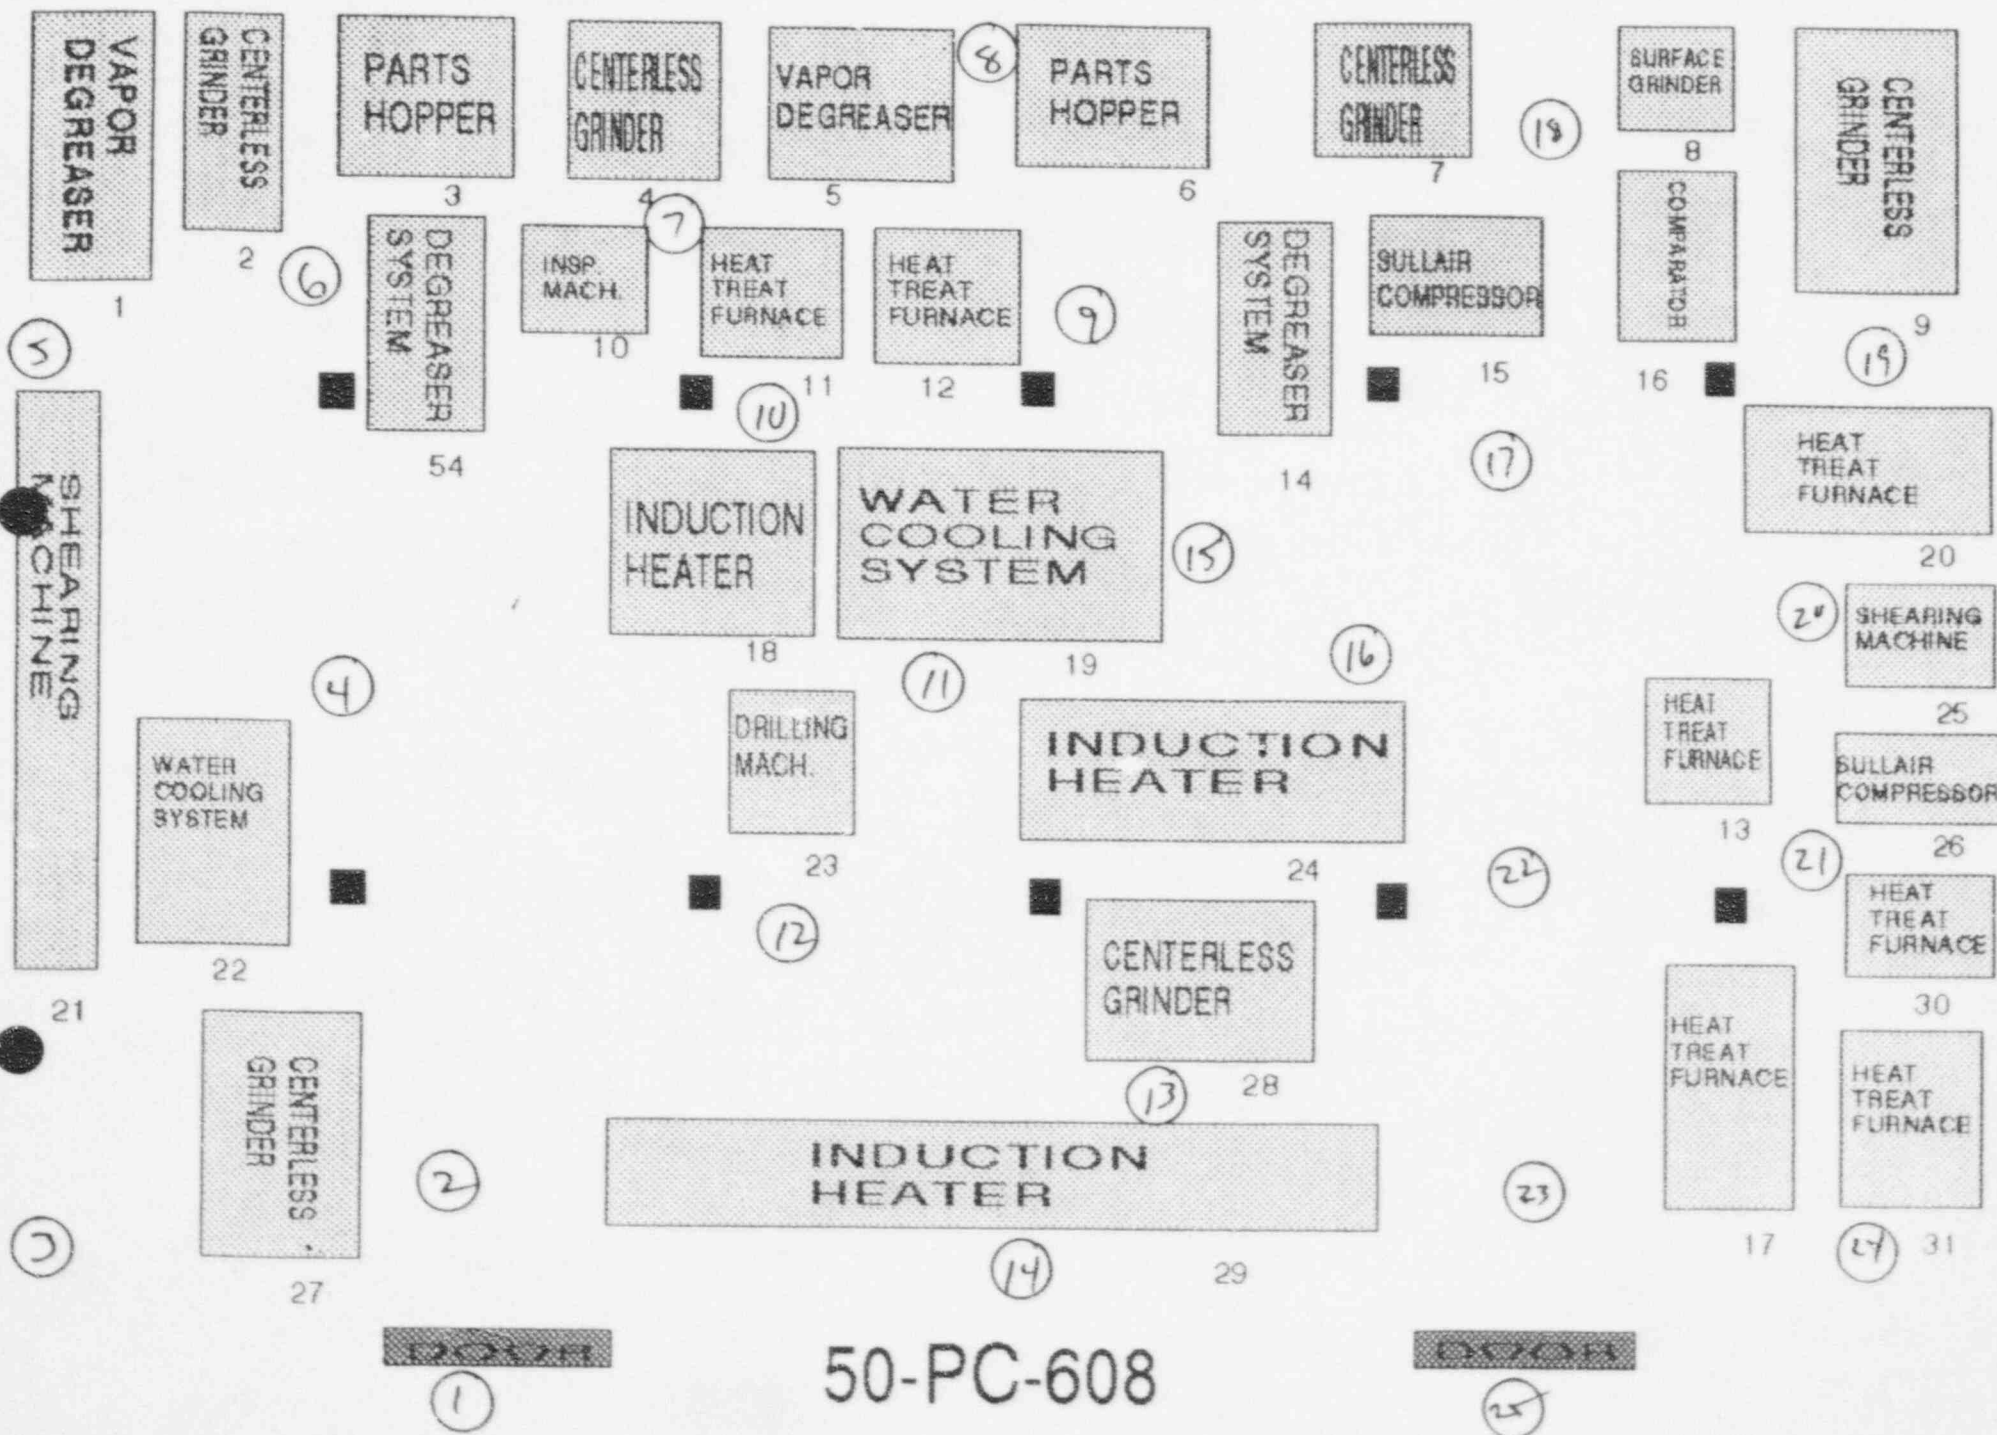 VAPOR
DEGREASER
1
CENTERLESS
GRINDER
2
PARTS
HOPPER
3
CENTERLESS
GRINDER
4
VAPOR
DEGREASER
5
8
PARTS
HOPPER
6
CENTERLESS
GRINDER
7
18
SURFACE
GRINDER
8
CENTERLESS
GRINDER
9
5
6
DEGREASER
SYSTEM
54
INSP.
MACH.
10
7
HEAT
TREAT
FURNACE
11
HEAT
TREAT
FURNACE
12
9
DEGREASER
SYSTEM
14
SULLAIR
COMPRESSOR
15
COMPARATOR
16
19
10
17
SHEARING
MACHINE
21
INDUCTION
HEATER
18
WATER
COOLING
SYSTEM
19
15
HEAT
TREAT
FURNACE
20
20
SHEARING
MACHINE
25
4
11
16
WATER
COOLING
SYSTEM
22
DRILLING
MACH.
23
INDUCTION
HEATER
24
HEAT
TREAT
FURNACE
13
SULLAIR
COMPRESSOR
26
21
22
12
HEAT
TREAT
FURNACE
30
CENTERLESS
GRINDER
28
13
CENTERLESS
GRINDER
27
2
3
INDUCTION
HEATER
29
14
23
HEAT
TREAT
FURNACE
17
HEAT
TREAT
FURNACE
31
24
DOOR
1
50-PC-608
DOOR
25